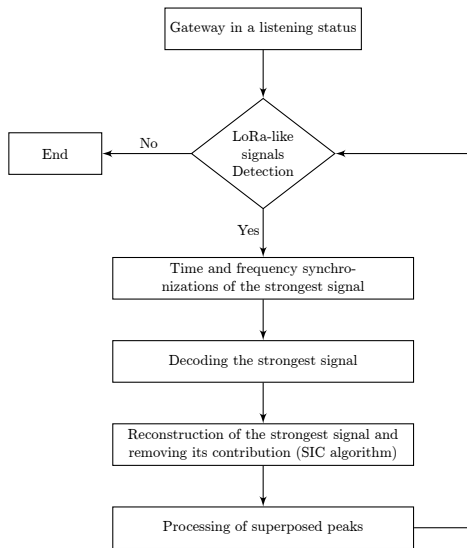 Gateway in a listening status
LoRa-like
signals
Detection
No
End
Yes
Time and frequency synchro-
nizations of the strongest signal
Decoding the strongest signal
Reconstruction of the strongest signal and
removing its contribution (SIC algorithm)
Processing of superposed peaks